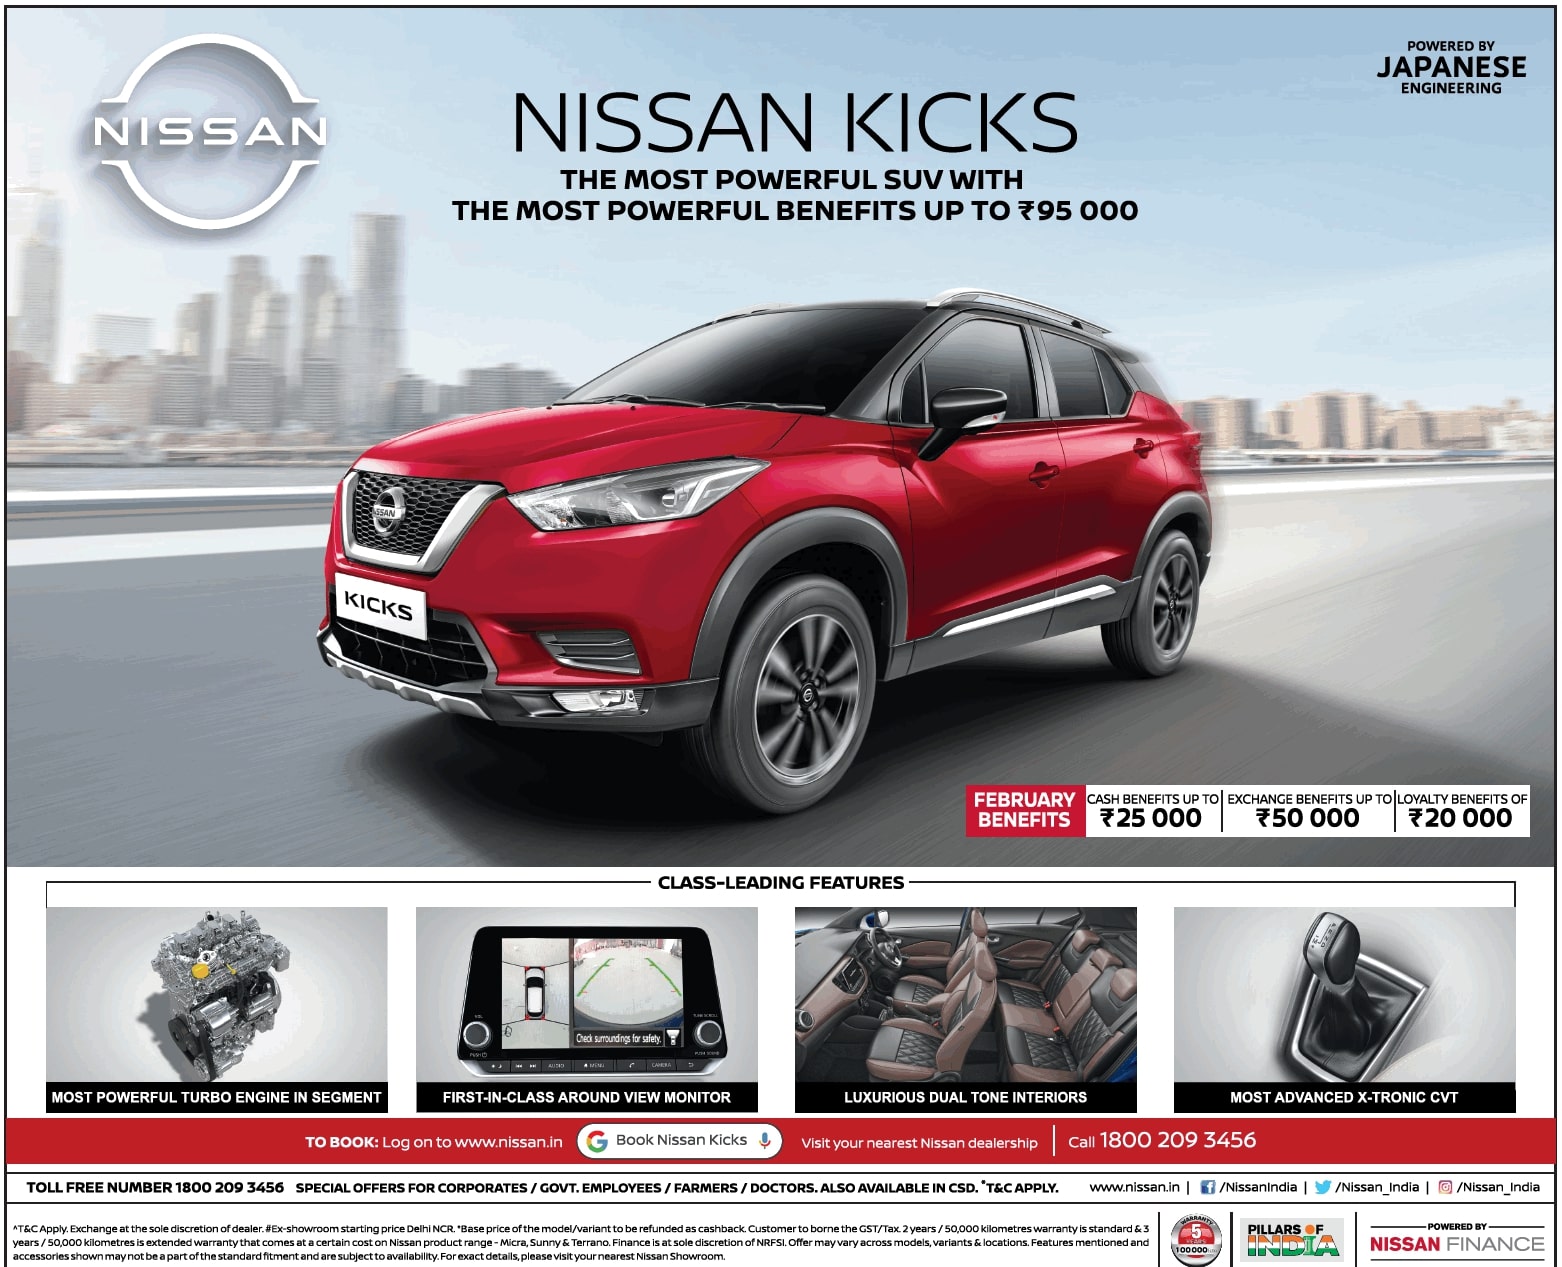 NISSAN
POWERED BY
JAPANESE
ENGINEERING
NISSAN KICKS
THE MOST POWERFUL SUV WITH
THE MOST POWERFUL BENEFITS UP TO ₹95 000
NISSAN
KICKS
FEBRUARY
BENEFITS
CASH BENEFITS UP TO
₹25 000
EXCHANGE BENEFITS UP TO
₹50 000
LOYALTY BENEFITS OF
₹20 000
CLASS-LEADING FEATURES
VOL
PUSH
TUNE SCROLL
PUSH SOUND
Check surroundings for safety.
AUDIO
MENU
CAMERA
MOST POWERFUL TURBO ENGINE IN SEGMENT
FIRST-IN-CLASS AROUND VIEW MONITOR
LUXURIOUS DUAL TONE INTERIORS
MOST ADVANCED X-TRONIC CVT
TO BOOK: Log on to www.nissan.in
Book Nissan Kicks
Visit your nearest Nissan dealership
Call 1800 209 3456
TOLL FREE NUMBER 1800 209 3456 SPECIAL OFFERS FOR CORPORATES / GOVT. EMPLOYEES / FARMERS / DOCTORS. ALSO AVAILABLE IN CSD. *T&C APPLY.
www.nissan.in | /NissanIndia | /Nissan_India | /Nissan_India
^T&C Apply. Exchange at the sole discretion of dealer. #Ex-showroom starting price Delhi NCR. *Base price of the model/variant to be refunded as cashback. Customer to borne the GST/Tax. 2 years / 50,000 kilometres warranty is standard & 3
years / 50,000 kilometres is extended warranty that comes at a certain cost on Nissan product range - Micra, Sunny & Terrano. Finance is at sole discretion of NRFSI. Offer may vary across models, variants & locations. Features mentioned and
accessories shown may not be a part of the standard fitment and are subject to availability. For exact details, please visit your nearest Nissan Showroom.
WARRANTY
5
YEARS
100000
PILLARS OF
INDIA
POWERED BY
NISSAN FINANCE